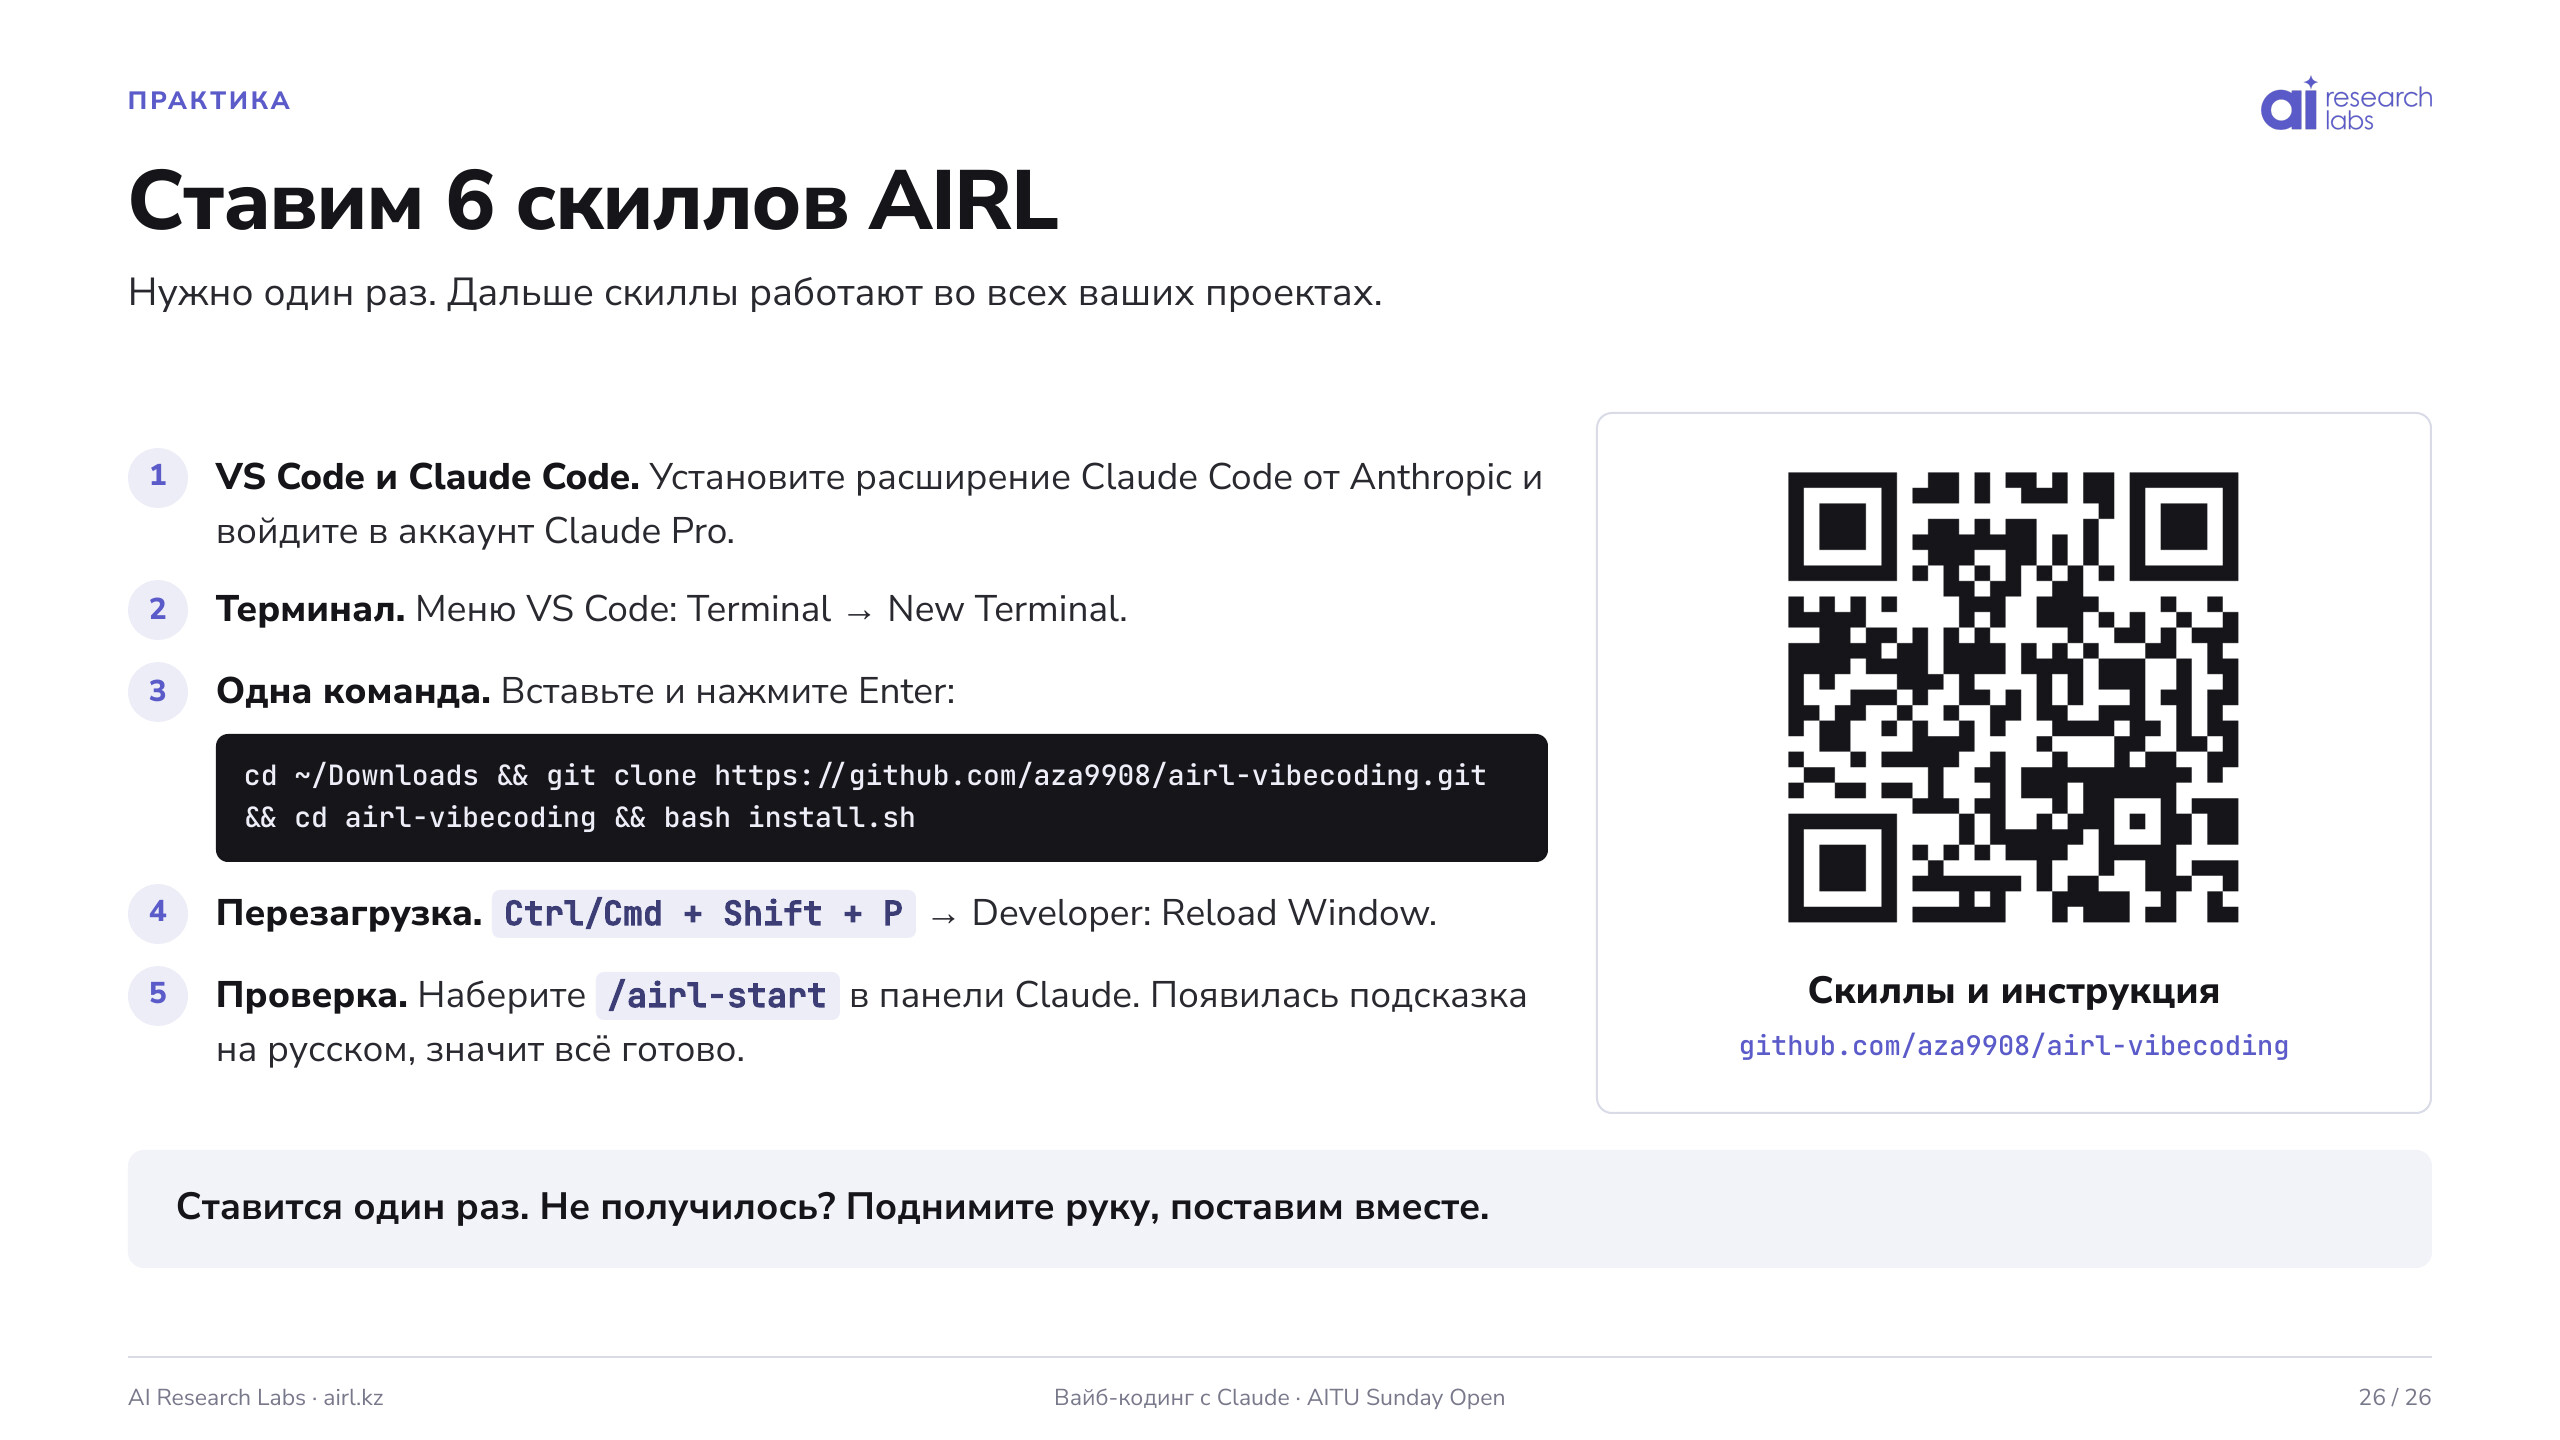 ПРАКТИКА
ai research
labs
Ставим 6 скиллов AIRL
Нужно один раз. Дальше скиллы работают во всех ваших проектах.
1 VS Code и Claude Code. Установите расширение Claude Code от Anthropic и
войдите в аккаунт Claude Pro.
2 Терминал. Меню VS Code: Terminal → New Terminal.
3 Одна команда. Вставьте и нажмите Enter:
cd ~/Downloads && git clone https://github.com/aza9908/airl-vibecoding.git
&& cd airl-vibecoding && bash install.sh
4 Перезагрузка. Ctrl/Cmd + Shift + P → Developer: Reload Window.
5 Проверка. Наберите /airl-start в панели Claude. Появилась подсказка
на русском, значит всё готово.
Скиллы и инструкция
github.com/aza9908/airl-vibecoding
Ставится один раз. Не получилось? Поднимите руку, поставим вместе.
AI Research Labs · airl.kz
Вайб-кодинг с Claude · AITU Sunday Open
26 / 26